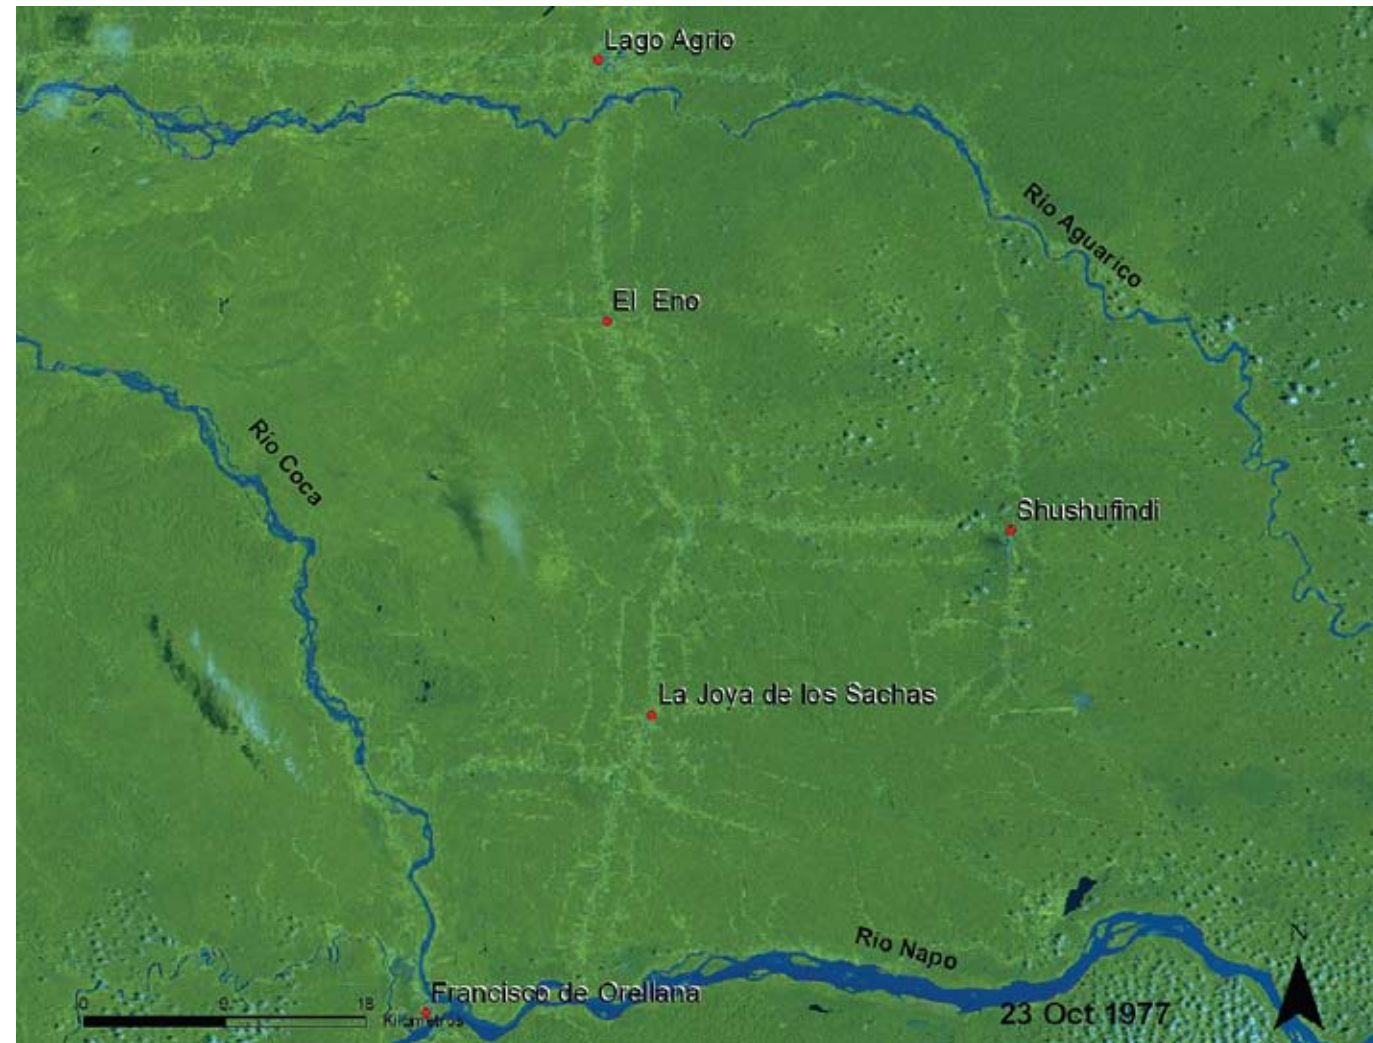 Lago Agrio
Río Aguarico
El Eno
Río Coca
Shushufindi
La Joya de los Sachas
Río Napo
N
Francisco de Orellana
0 9 18
Kilómetros
23 Oct 1977